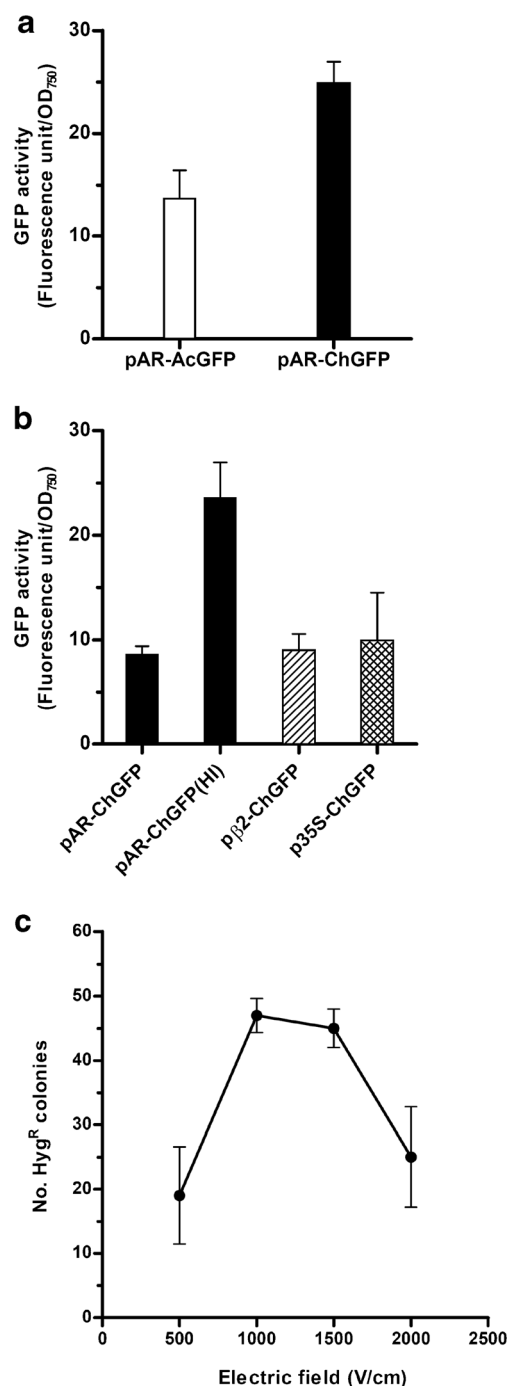 a
GFP activity
(Fluorescence unit/OD750)
30
20
10
0
pAR-AcGFP
pAR-ChGFP
b
GFP activity
(Fluorescence unit/OD750)
30
20
10
0
pAR-ChGFP
pAR-ChGFP(HI)
pβ2-ChGFP
p35S-ChGFP
c
No. HygR colonies
60
50
40
30
20
10
0
0 500 1000 1500 2000 2500
Electric field (V/cm)